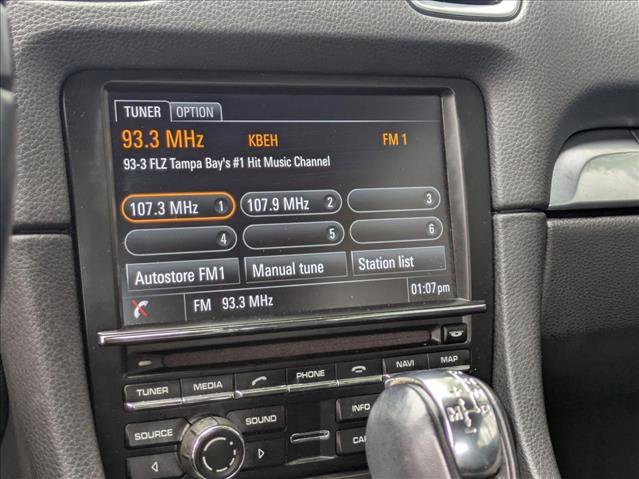 TUNER OPTION
93.3 MHz KBEH FM 1
93-3 FLZ Tampa Bay's #1 Hit Music Channel
107.3 MHz 1 107.9 MHz 2 3
4 5 6
Autostore FM1 Manual tune Station list
FM 93.3 MHz 01:07 pm
TUNER MEDIA PHONE NAVI MAP
SOURCE SOUND INFO
CAR